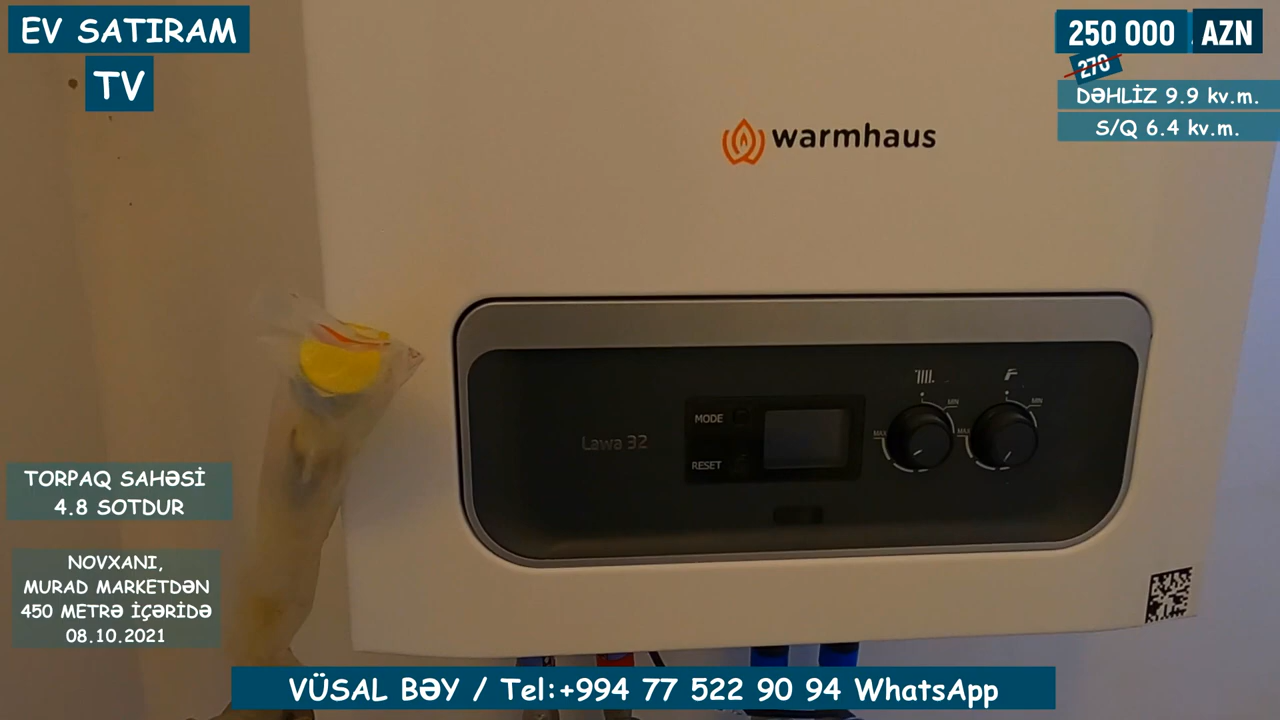 EV SATIRAM
TV
250 000 AZN
270
DƏHLİZ 9.9 kv.m.
S/Q 6.4 kv.m.
warmhaus
MIN
MIN
MAX
MAX
MODE
Lawa 32
RESET
TORPAQ SAHƏSİ
4.8 SOTDUR
NOVXANI,
MURAD MARKETDƏN
450 METRƏ İÇƏRİDƏ
08.10.2021
VÜSAL BƏY / Tel:+994 77 522 90 94 WhatsApp